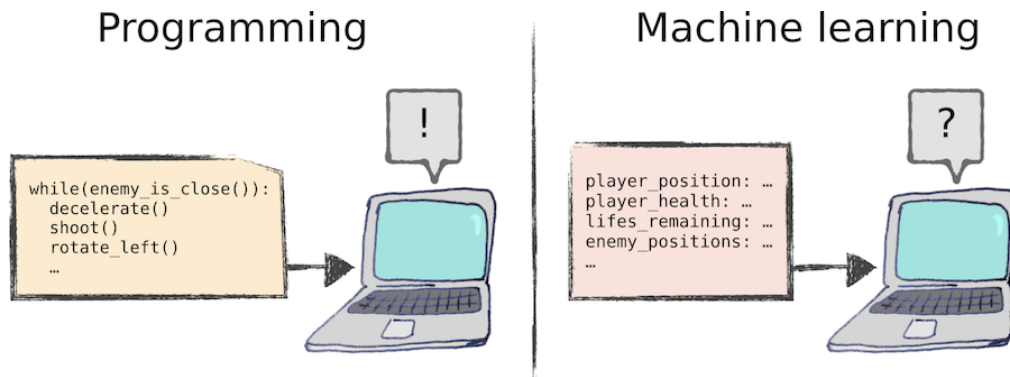 Programming
!
while(enemy_is_close()):
  decelerate()
  shoot()
  rotate_left()
  …
Machine learning
?
player_position: …
player_health: …
lifes_remaining: …
enemy_positions: …
…